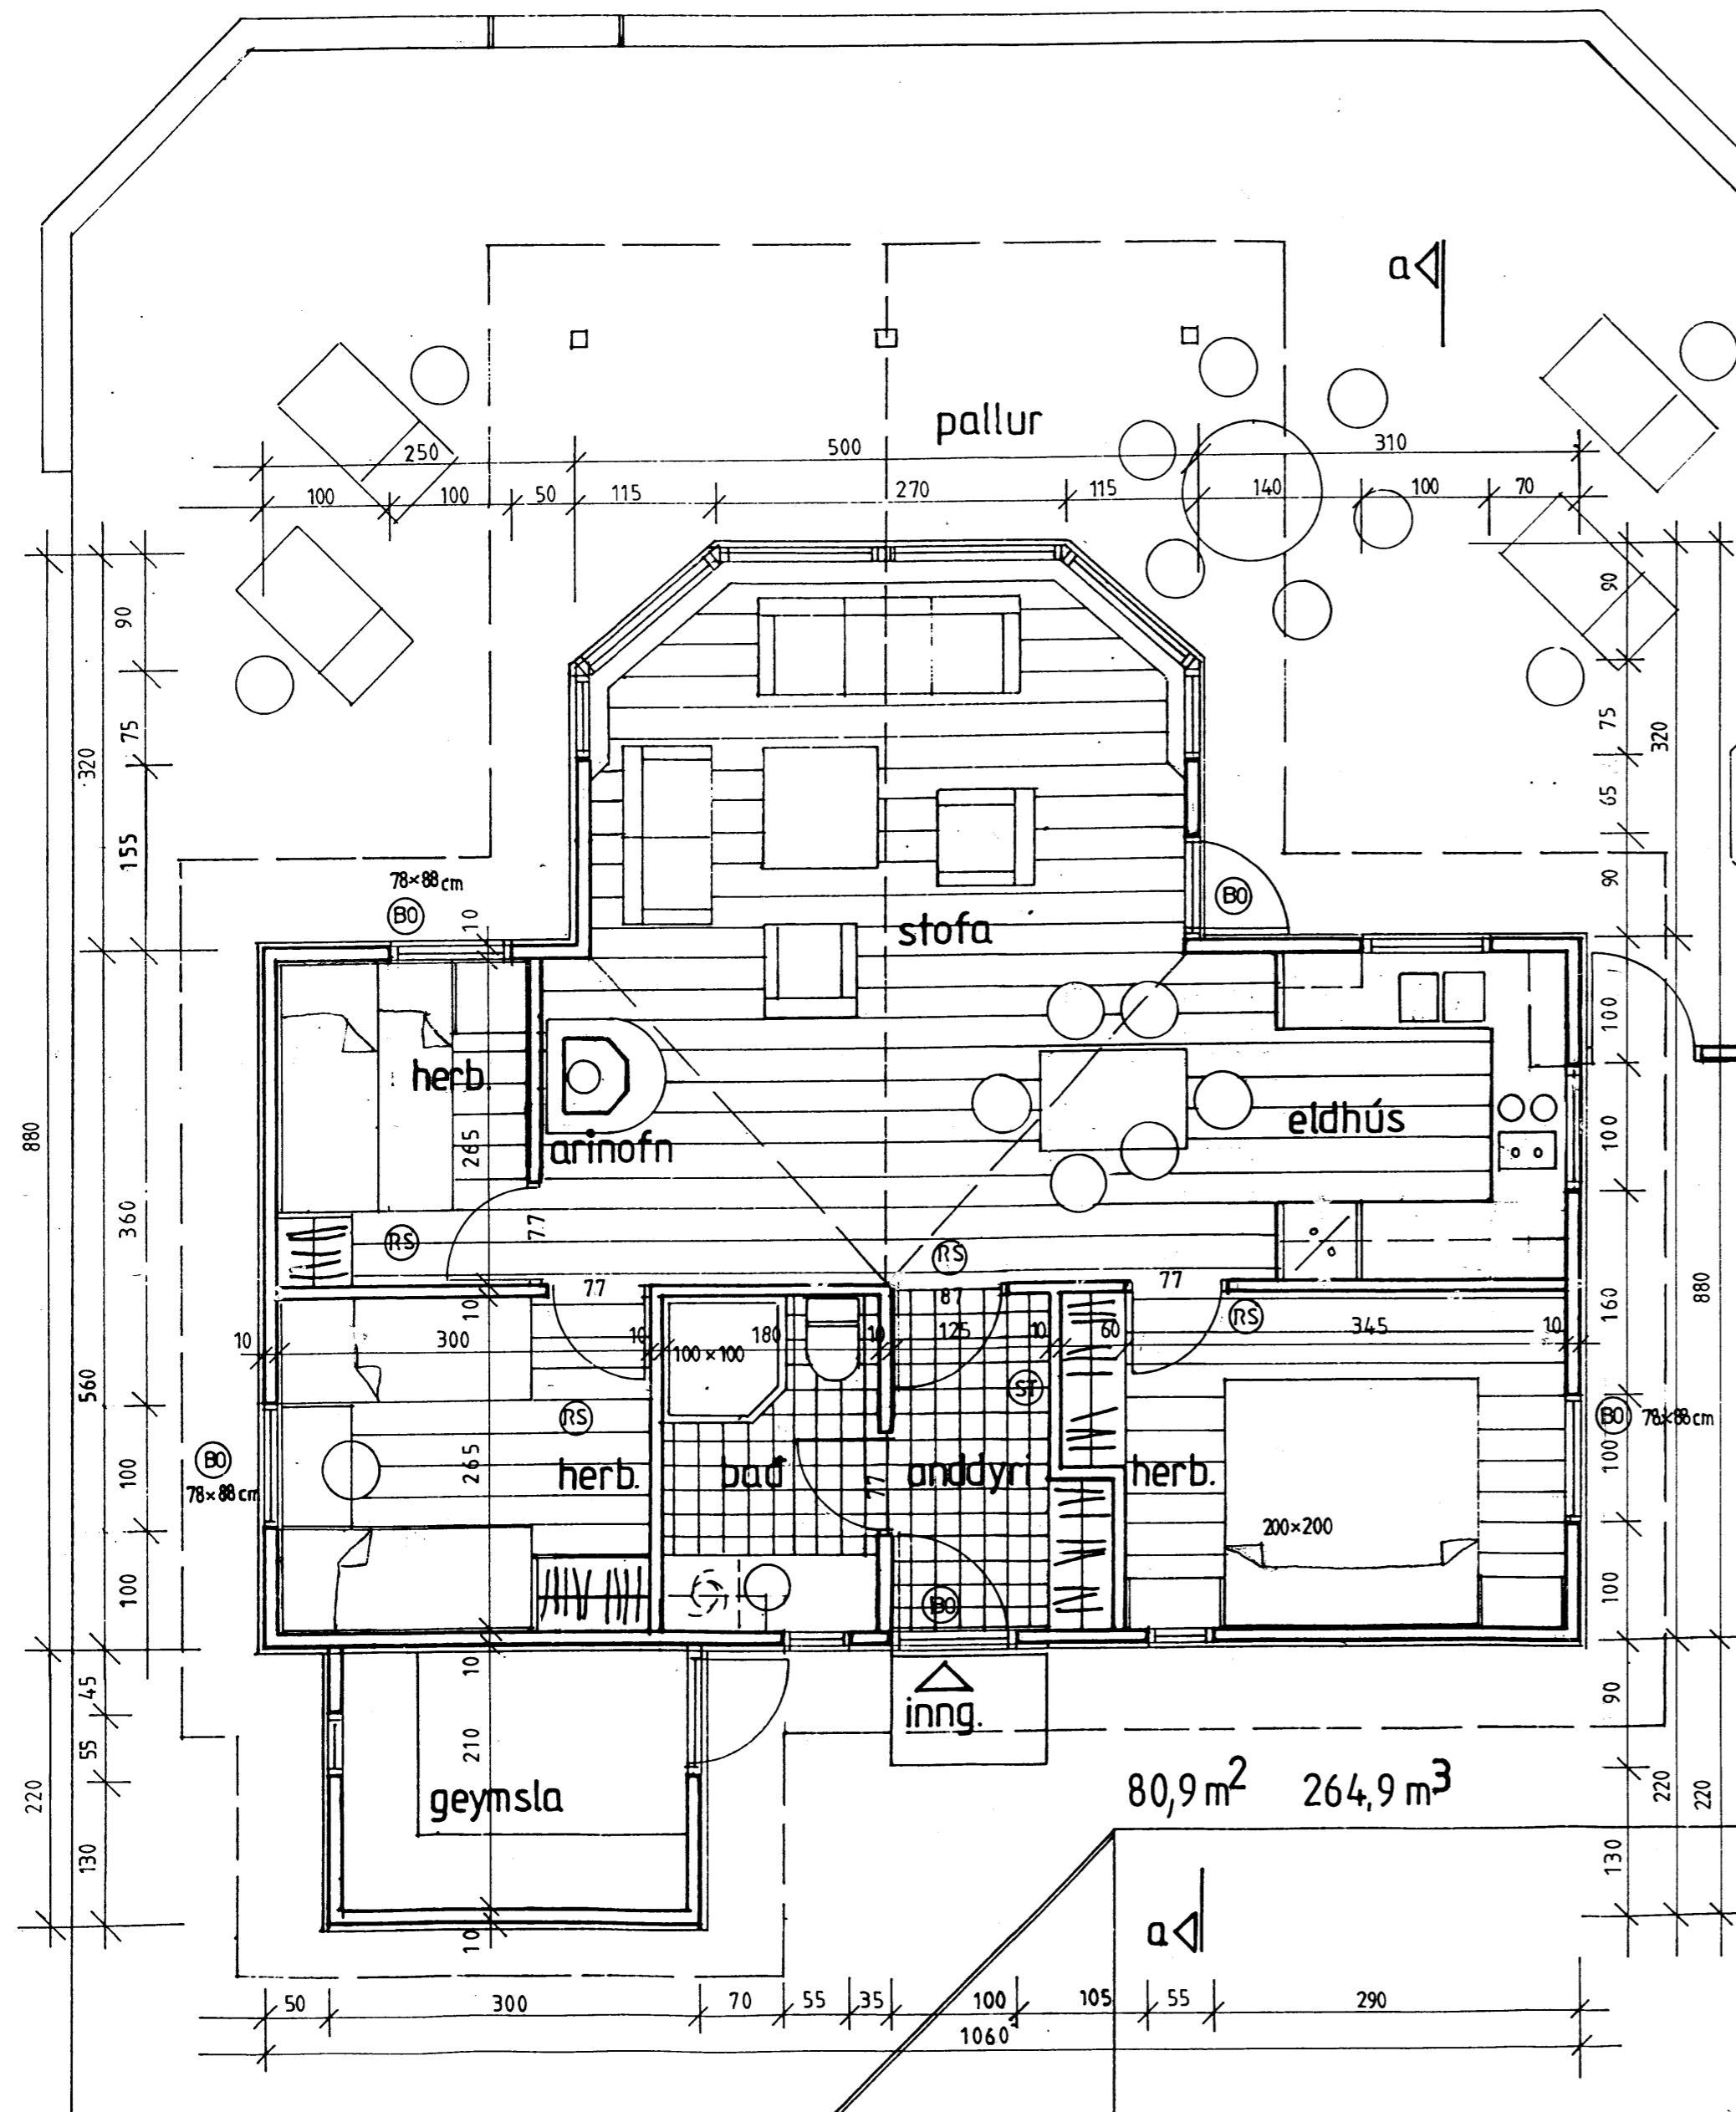 a
pallur
250 500 310
100 100 50 115 270 115 140 100 70
90
90
75
75
320
320
65
155
90
78×88 cm
BO
10
BO
stofa
100
herb.
eldhús
100
265
arinofn
880
360
77
RS
RS
77
87
77
10
160
880
RS
10 300 10 180 10 125 10 60 345 10
100×100
560
ST
RS
BO 78×88 cm
100
BO
265
herb.
bað
anddyri
herb.
100
78×88 cm
77
200×200
100
100
BO
10
45
90
inng.
55
210
80,9 m² 264,9 m³
geymsla
220
220
220
130
130
a
10
50 300 70 55 35 100 105 55 290
1060